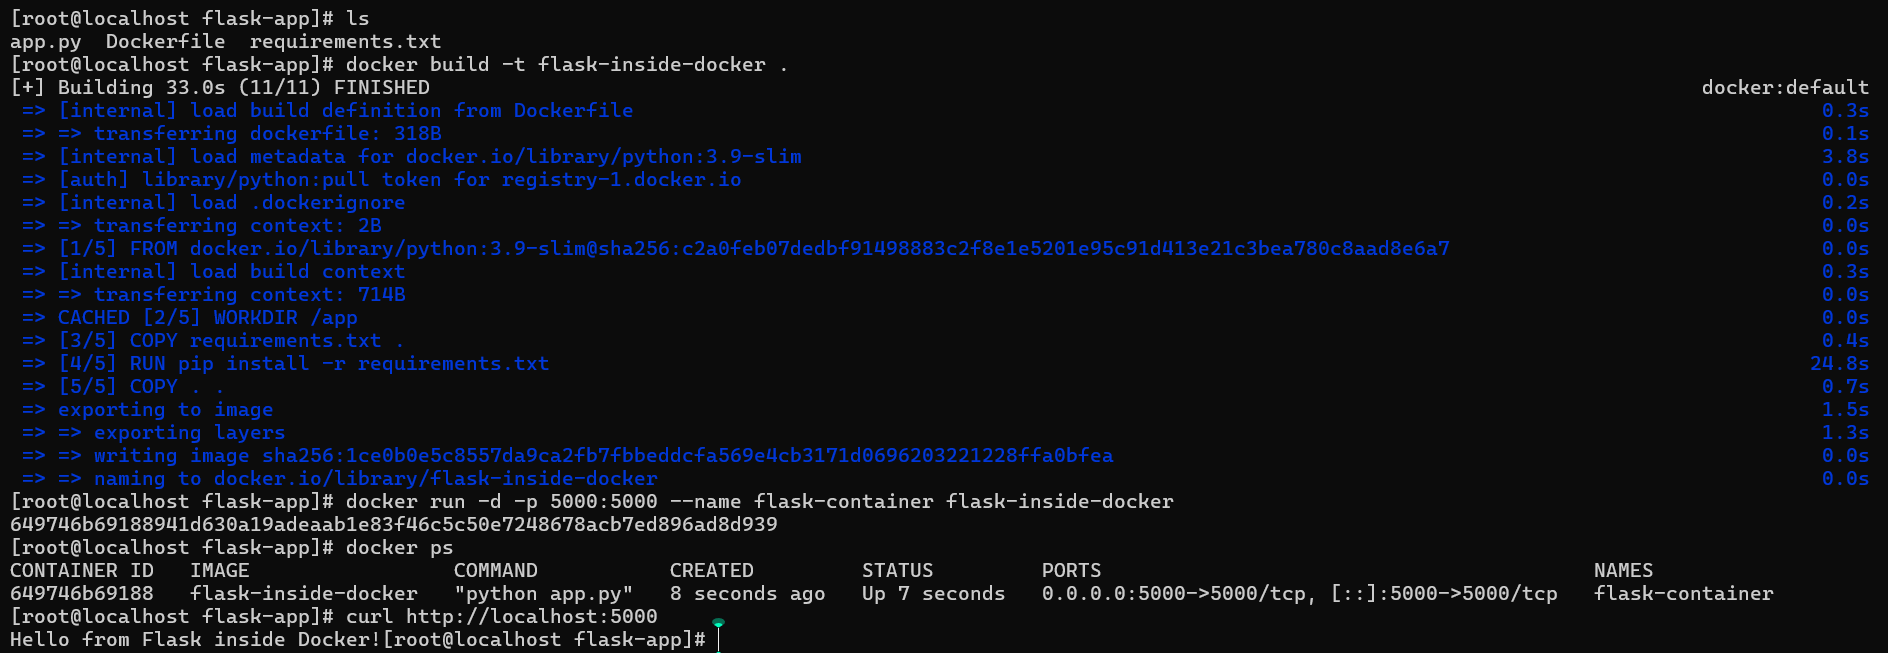 [root@localhost flask-app]# ls
app.py  Dockerfile  requirements.txt
[root@localhost flask-app]# docker build -t flask-inside-docker .
[+] Building 33.0s (11/11) FINISHED docker:default
=> [internal] load build definition from Dockerfile 0.3s
=> => transferring dockerfile: 318B 0.1s
=> [internal] load metadata for docker.io/library/python:3.9-slim 3.8s
=> [auth] library/python:pull token for registry-1.docker.io 0.0s
=> [internal] load .dockerignore 0.2s
=> => transferring context: 2B 0.0s
=> [1/5] FROM docker.io/library/python:3.9-slim@sha256:c2a0feb07dedbf91498883c2f8e1e5201e95c91d413e21c3bea780c8aad8e6a7 0.0s
=> [internal] load build context 0.3s
=> => transferring context: 714B 0.0s
=> CACHED [2/5] WORKDIR /app 0.0s
=> [3/5] COPY requirements.txt . 0.4s
=> [4/5] RUN pip install -r requirements.txt 24.8s
=> [5/5] COPY . . 0.7s
=> exporting to image 1.5s
=> => exporting layers 1.3s
=> => writing image sha256:1ce0b0e5c8557da9ca2fb7fbbeddcfa569e4cb3171d0696203221228ffa0bfea 0.0s
=> => naming to docker.io/library/flask-inside-docker 0.0s
[root@localhost flask-app]# docker run -d -p 5000:5000 --name flask-container flask-inside-docker
649746b69188941d630a19adeaab1e83f46c5c50e7248678acb7ed896ad8d939
[root@localhost flask-app]# docker ps
CONTAINER ID   IMAGE   COMMAND   CREATED   STATUS   PORTS   NAMES
649746b69188   flask-inside-docker   "python app.py"   8 seconds ago   Up 7 seconds   0.0.0.0:5000->5000/tcp, [::]:5000->5000/tcp   flask-container
[root@localhost flask-app]# curl http://localhost:5000
Hello from Flask inside Docker![root@localhost flask-app]#